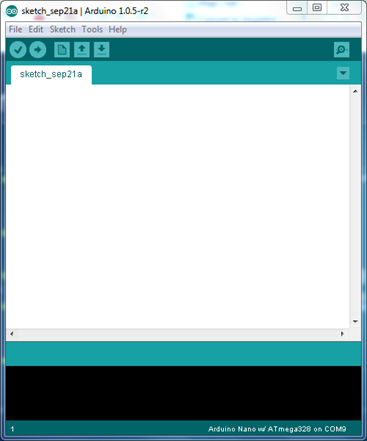 sketch_sep21a | Arduino 1.0.5-r2
File Edit Sketch Tools Help
sketch_sep21a
1
Arduino Nano w/ ATmega328 on COM9